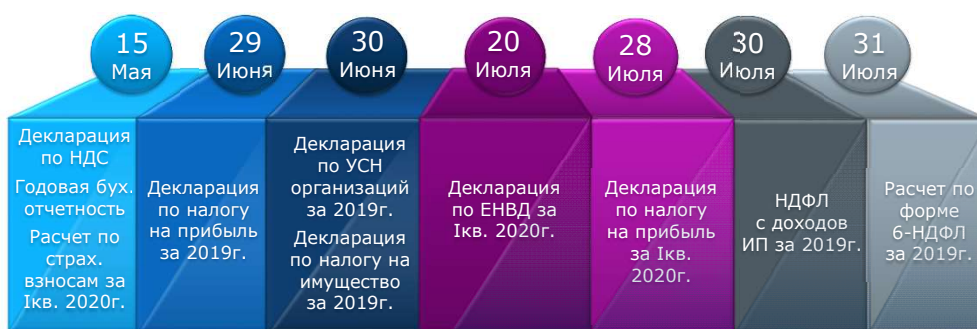 15
Мая
29
Июня
30
Июня
20
Июля
28
Июля
30
Июля
31
Июля
Декларация
по НДС
Годовая бух.
отчетность
Расчет по
страх.
взносам за
Iкв. 2020г.
Декларация
по налогу
на прибыль
за 2019г.
Декларация
по УСН
организаций
за 2019г.
Декларация
по налогу на
имущество
за 2019г.
Декларация
по ЕНВД за
Iкв. 2020г.
Декларация
по налогу
на прибыль
за Iкв.
2020г.
НДФЛ
с доходов
ИП за 2019г.
Расчет по
форме
6-НДФЛ
за 2019г.